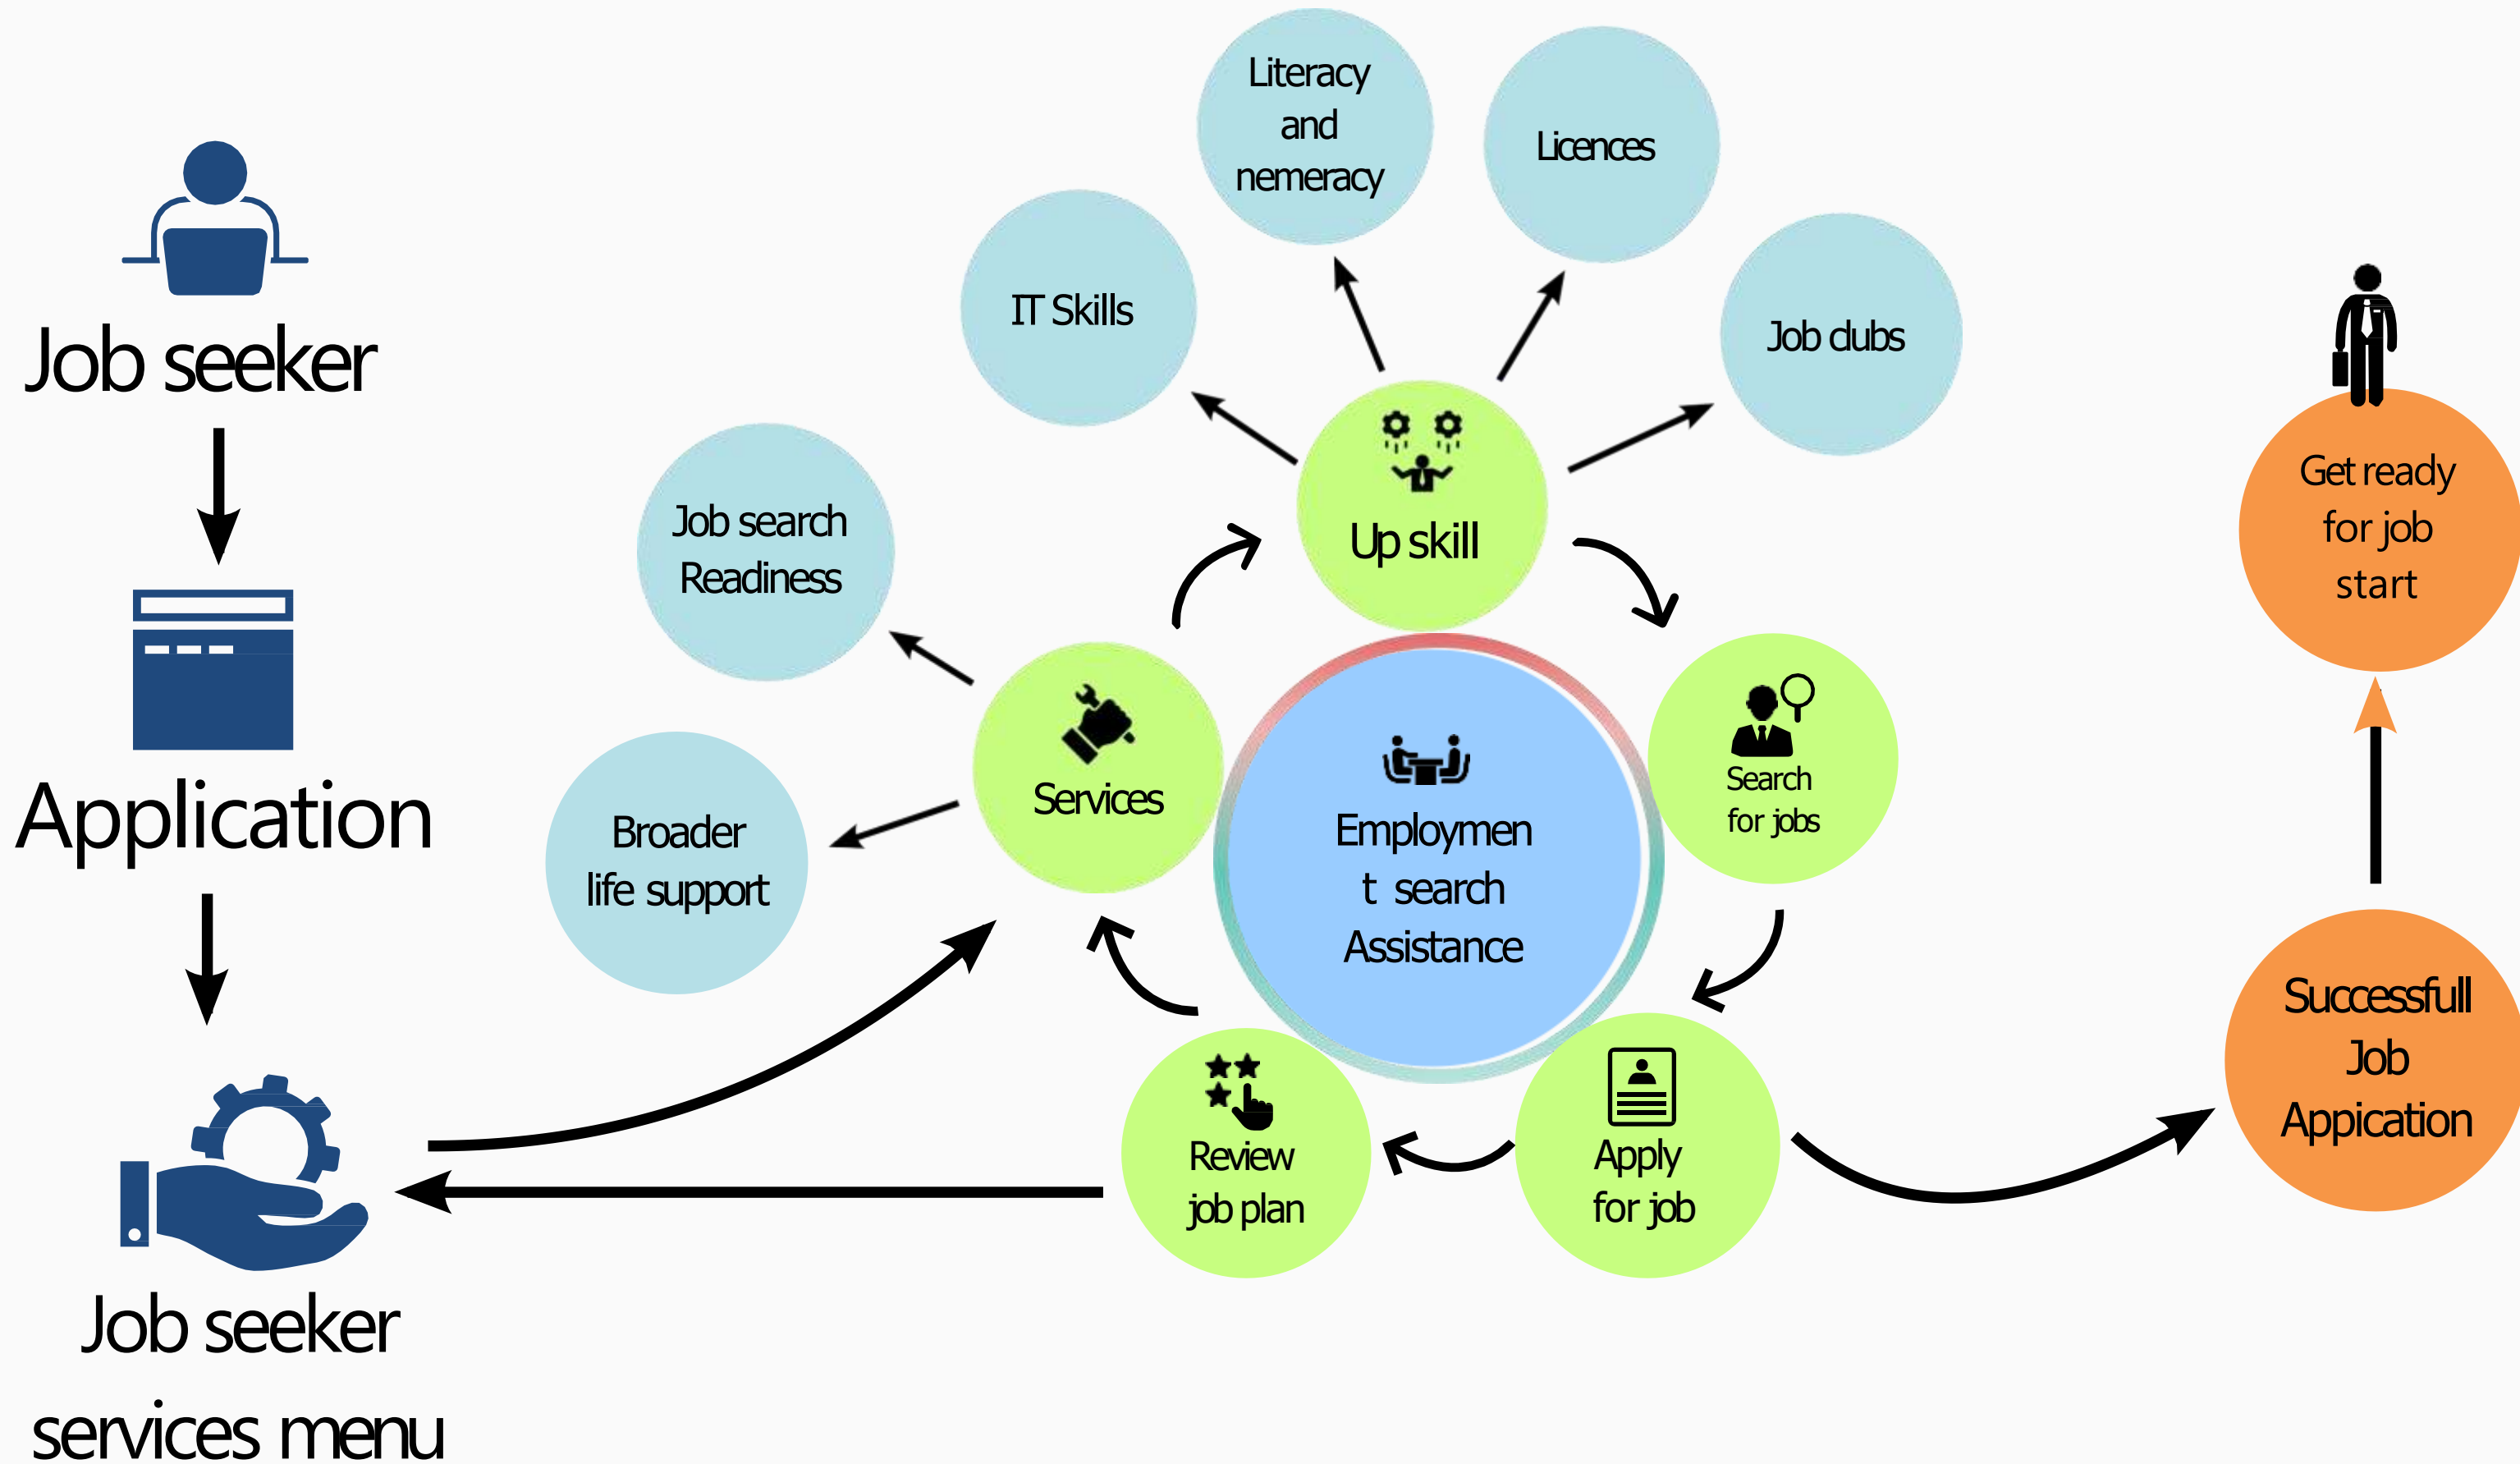 Job seeker
Application
Job seeker
services menu
Broader
life support
Job search
Readiness
IT Skills
Literacy
and
nemeracy
Licences
Job clubs
Services
Up skill
Search
for jobs
Apply
for job
Review
job plan
Employmen
t search
Assistance
Successfull
Job
Appication
Get ready
for job
start